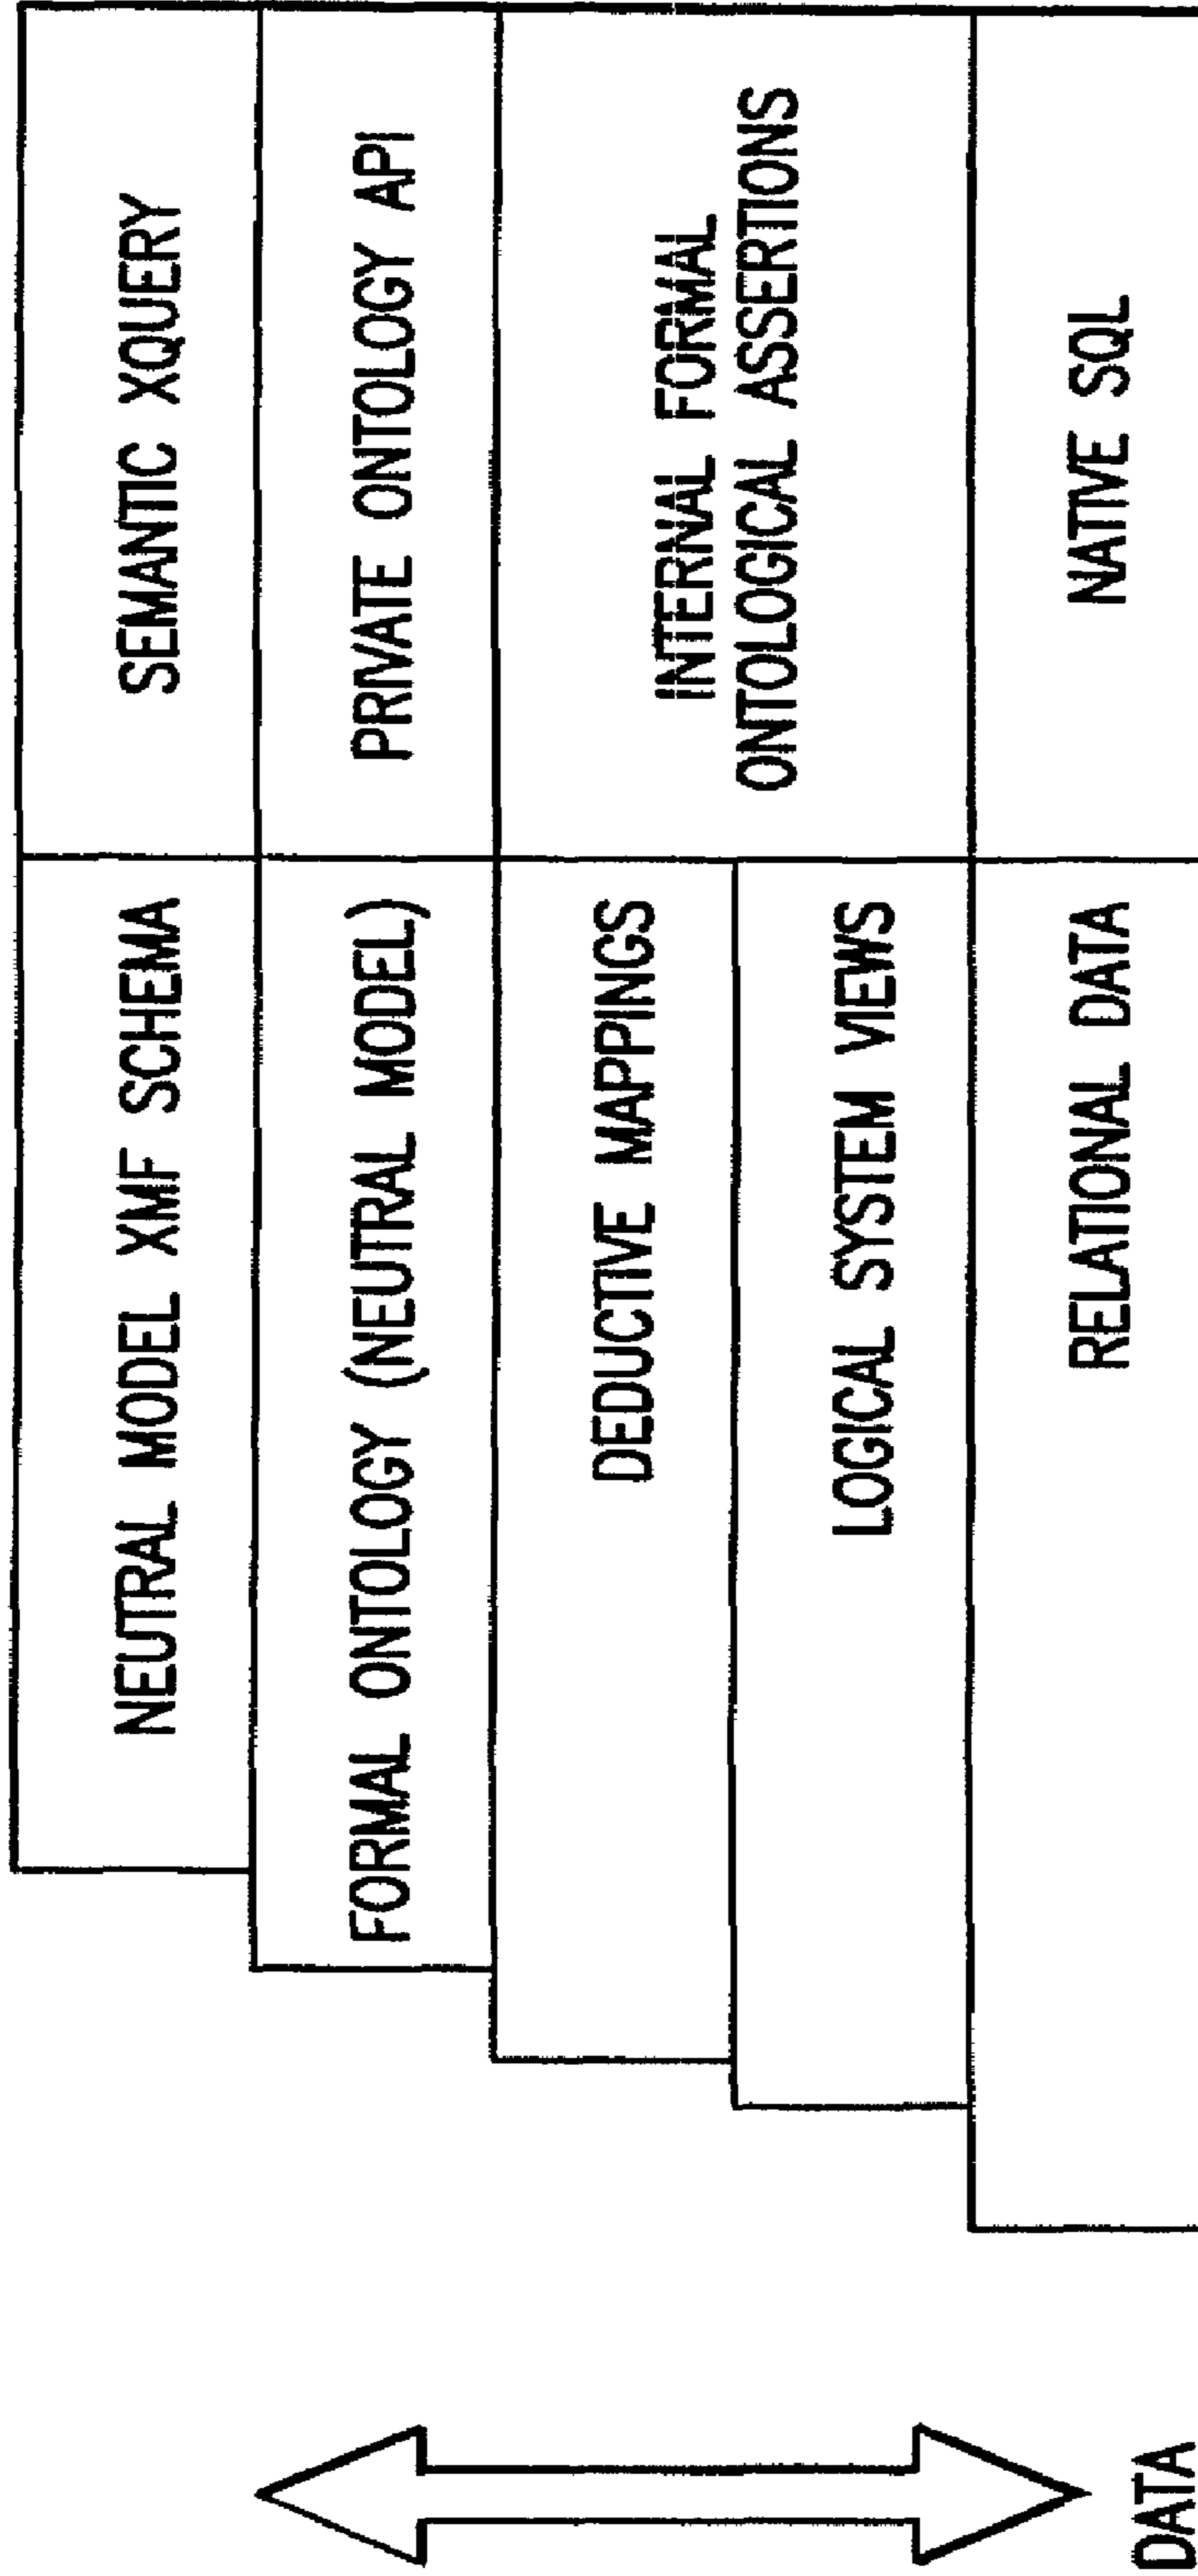 NEUTRAL MODEL XMF SCHEMA
SEMANTIC XQUERY
FORMAL ONTOLOGY (NEUTRAL MODEL)
PRIVATE ONTOLOGY API
DEDUCTIVE MAPPINGS
INTERNAL FORMAL
ONTOLOGICAL ASSERTIONS
LOGICAL SYSTEM VIEWS
RELATIONAL DATA
NATIVE SQL
DATA